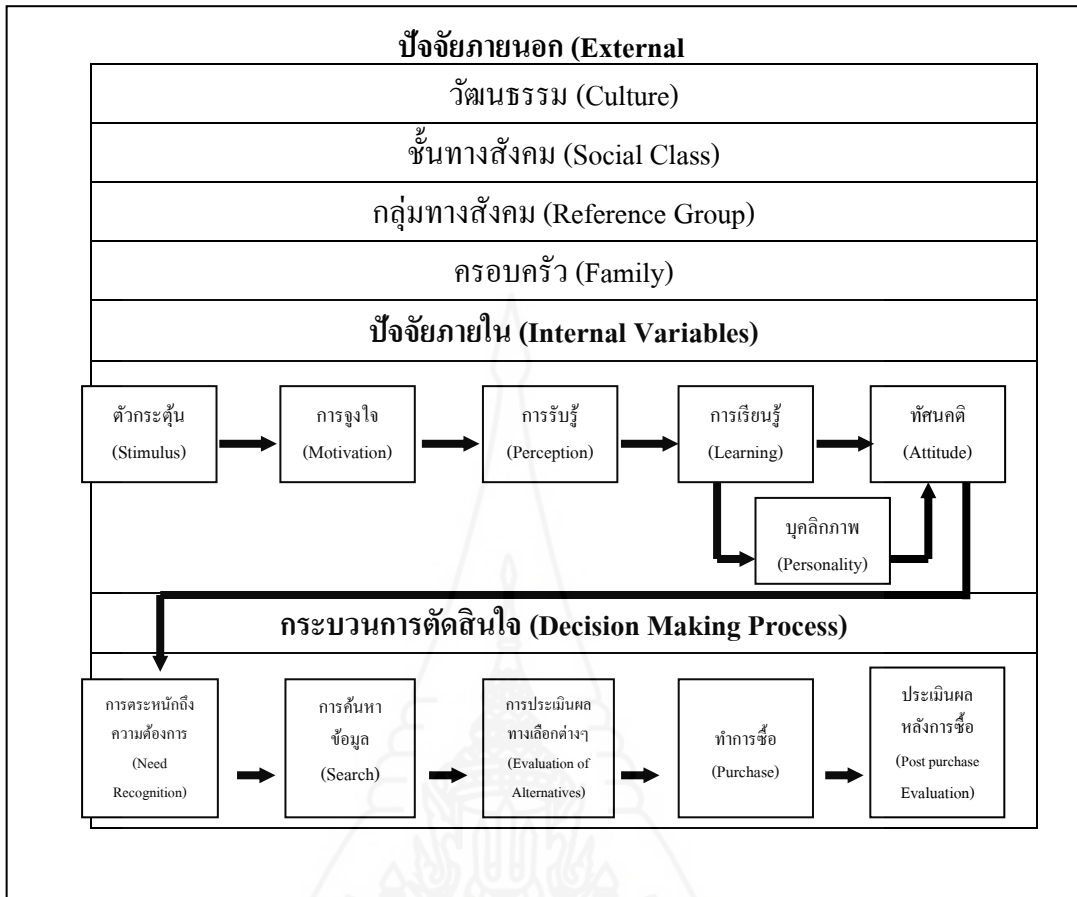 ปัจจัยภายนอก (External
วัฒนธรรม (Culture)
ชั้นทางสังคม (Social Class)
กลุ่มทางสังคม (Reference Group)
ครอบครัว (Family)
ปัจจัยภายใน (Internal Variables)
ตัวกระตุ้น
(Stimulus)
การจูงใจ
(Motivation)
การรับรู้
(Perception)
การเรียนรู้
(Learning)
ทัศนคติ
(Attitude)
บุคลิกภาพ
(Personality)
กระบวนการตัดสินใจ (Decision Making Process)
การตระหนักถึง
ความต้องการ
(Need
Recognition)
การค้นหา
ข้อมูล
(Search)
การประเมินผล
ทางเลือกต่างๆ
(Evaluation of
Alternatives)
ทำการซื้อ
(Purchase)
ประเมินผล
หลังการซื้อ
(Post purchase
Evaluation)